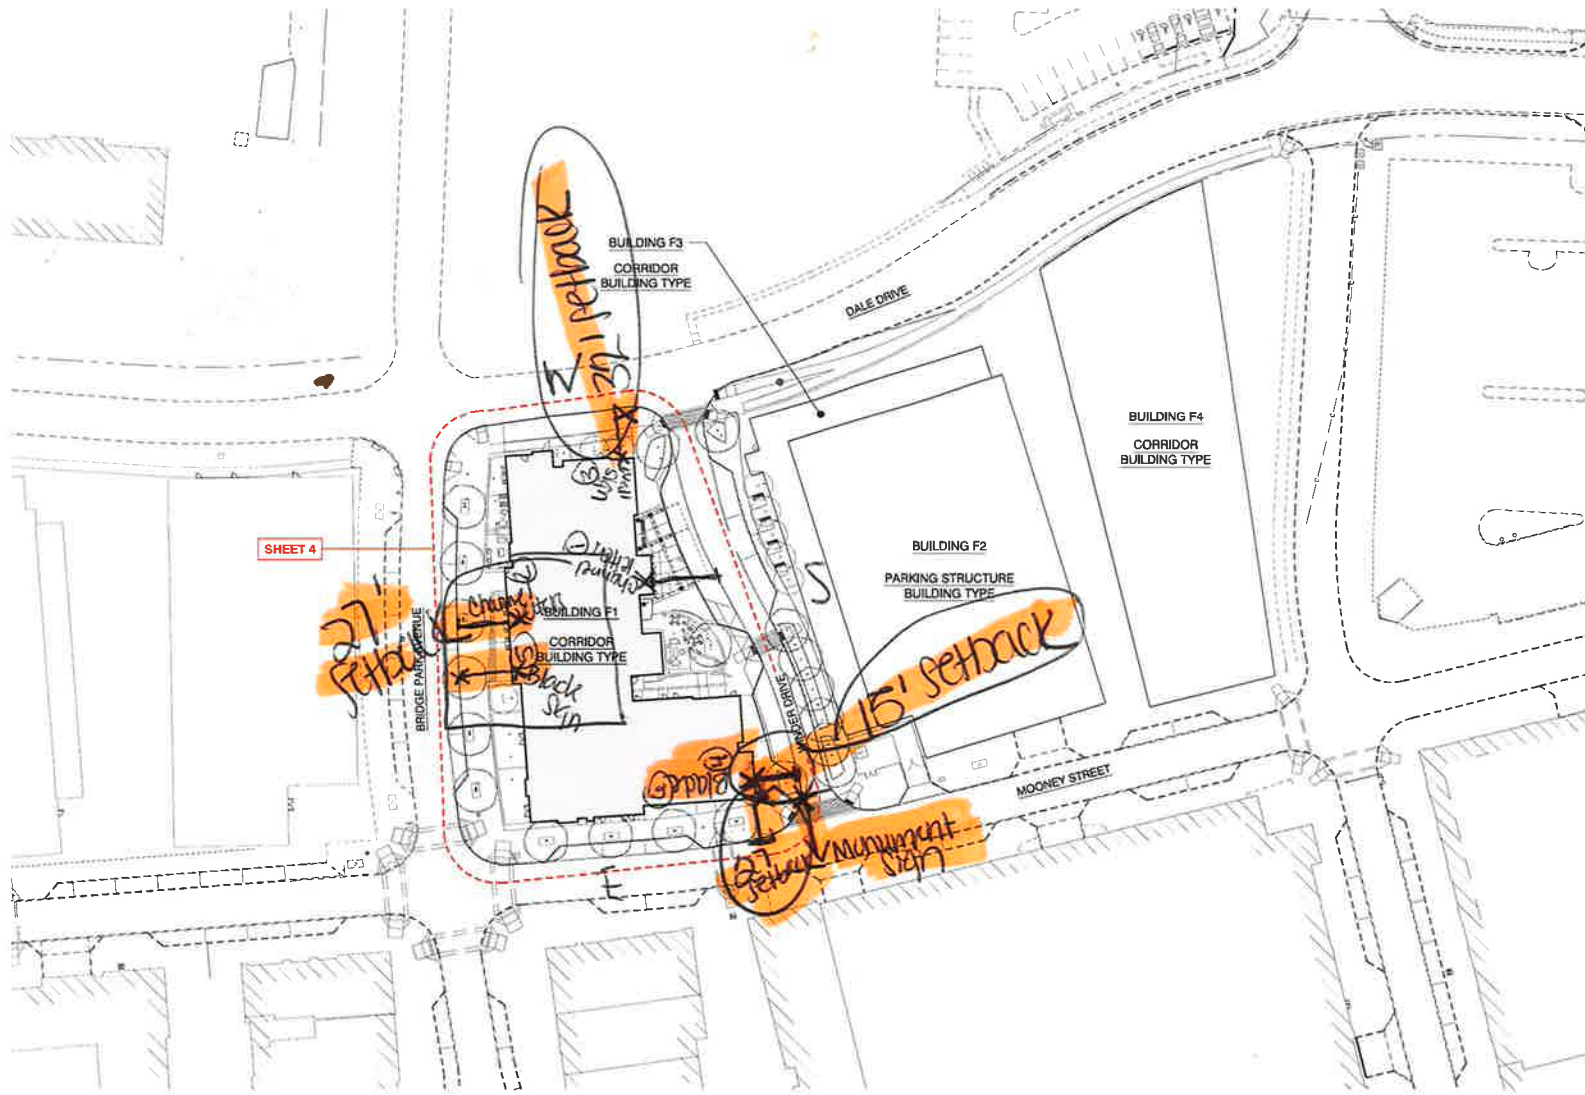 BUILDING F3
CORRIDOR
BUILDING TYPE
DALE DRIVE
setback
W
BUILDING F4
CORRIDOR
BUILDING TYPE
SHEET 4
BUILDING F2
PARKING STRUCTURE
BUILDING TYPE
S
27'
setback
BRIDGE PARK AVENUE
Channel
BUILDING F1
CORRIDOR
BUILDING TYPE
Black
Sign
15' setback
DRIVE
Blade
MOONEY STREET
27
setback
Monument
sign
E